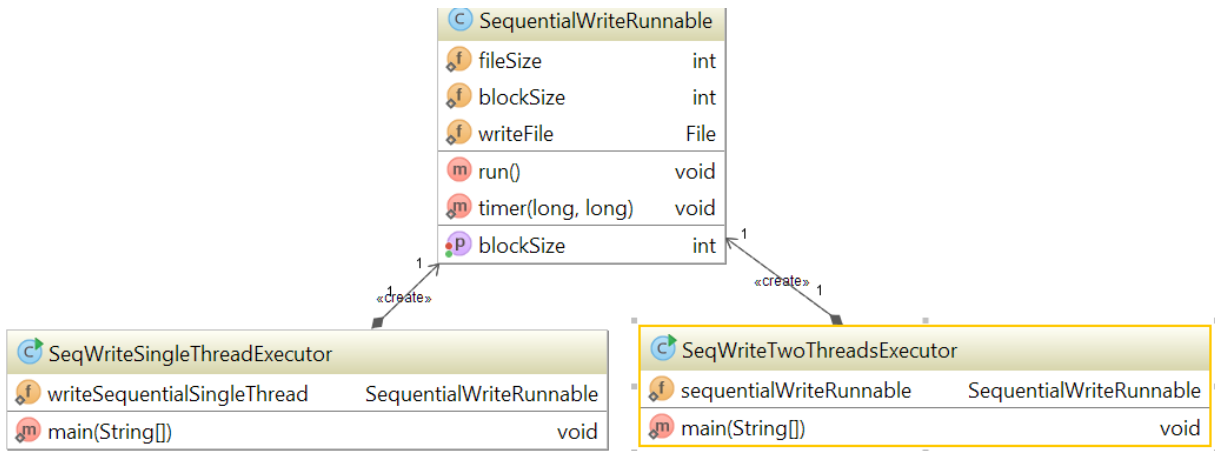 C SequentialWriteRunnable
f fileSize int
f blockSize int
f writeFile File
m run() void
m timer(long, long) void
p blockSize int
1
1
1
«create»
«create»
1
C SeqWriteSingleThreadExecutor
f writeSequentialSingleThread SequentialWriteRunnable
m main(String[]) void
C SeqWriteTwoThreadsExecutor
f sequentialWriteRunnable SequentialWriteRunnable
m main(String[]) void